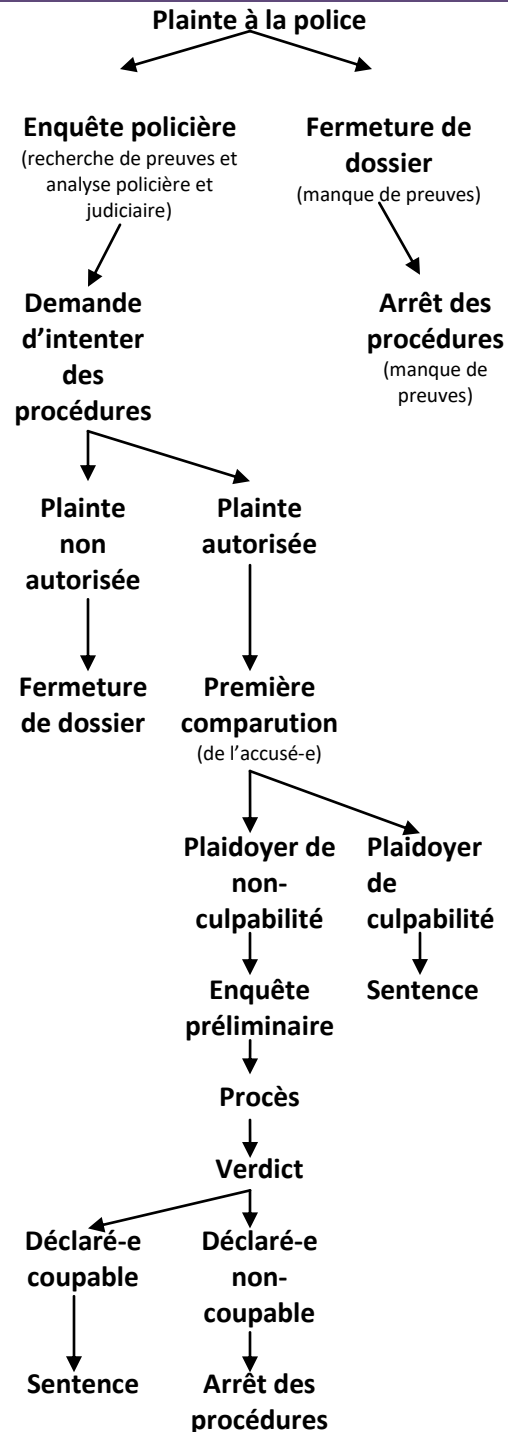 Plainte à la police
Enquête policière
(recherche de preuves et
analyse policière et
judiciaire)
Fermeture de
dossier
(manque de preuves)
Demande
d'intenter
des
procédures
Arrêt des
procédures
(manque de
preuves)
Plainte
non
autorisée
Plainte
autorisée
Fermeture
de dossier
Première
comparution
(de l'accusé-e)
Plaidoyer de
non-
culpabilité
Plaidoyer
de
culpabilité
Enquête
préliminaire
Sentence
Procès
Verdict
Déclaré-e
coupable
Déclaré-e
non-
coupable
Sentence
Arrêt des
procédures